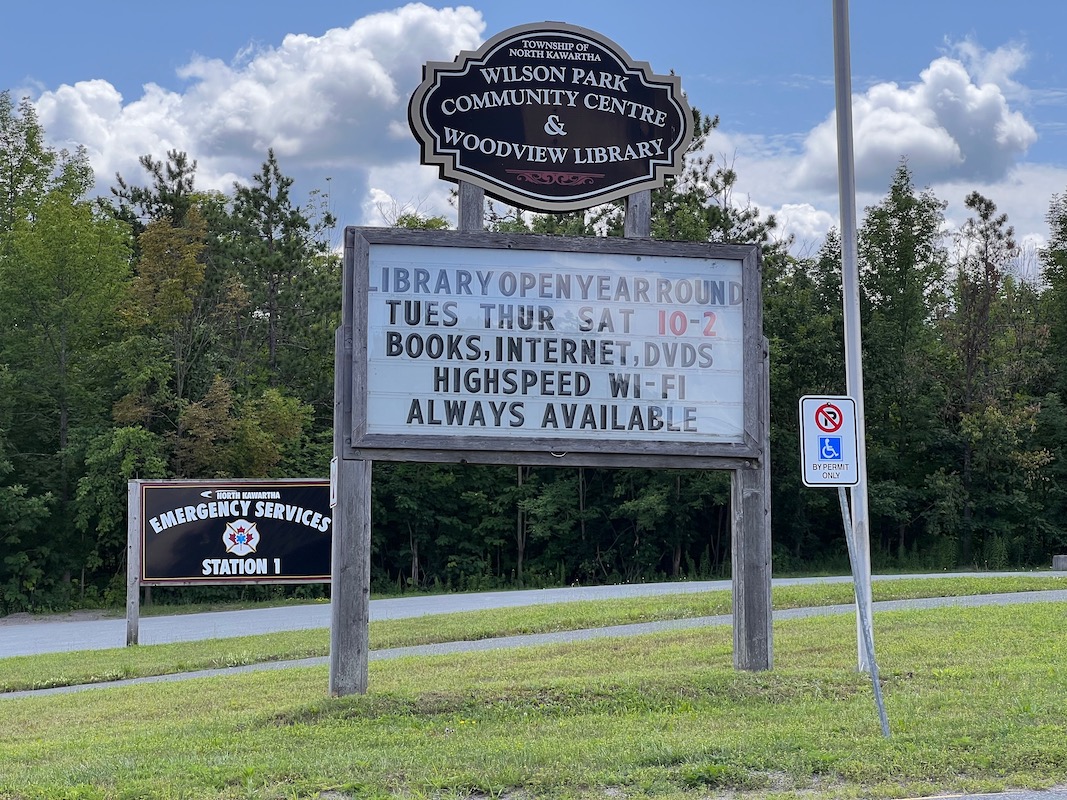 TOWNSHIP OF
NORTH KAWARTHA
WILSON PARK
COMMUNITY CENTRE
&
WOODVIEW LIBRARY
LIBRARY OPEN YEAR ROUND
TUES THUR SAT 10-2
BOOKS, INTERNET, DVDS
HIGHSPEED WI-FI
ALWAYS AVAILABLE
NORTH KAWARTHA
EMERGENCY SERVICES
STATION 1
P
BY PERMIT
ONLY